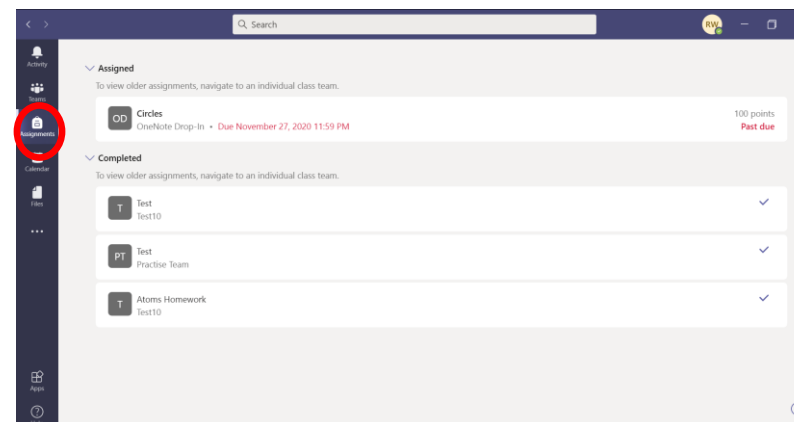 Search
RW
Activity
Teams
Assignments
Calendar
Files
Apps
Assigned
To view older assignments, navigate to an individual class team.
OD
Circles
OneNote Drop-In • Due November 27, 2020 11:59 PM
100 points
Past due
Completed
To view older assignments, navigate to an individual class team.
T
Test
Test10
PT
Test
Practise Team
T
Atoms Homework
Test10